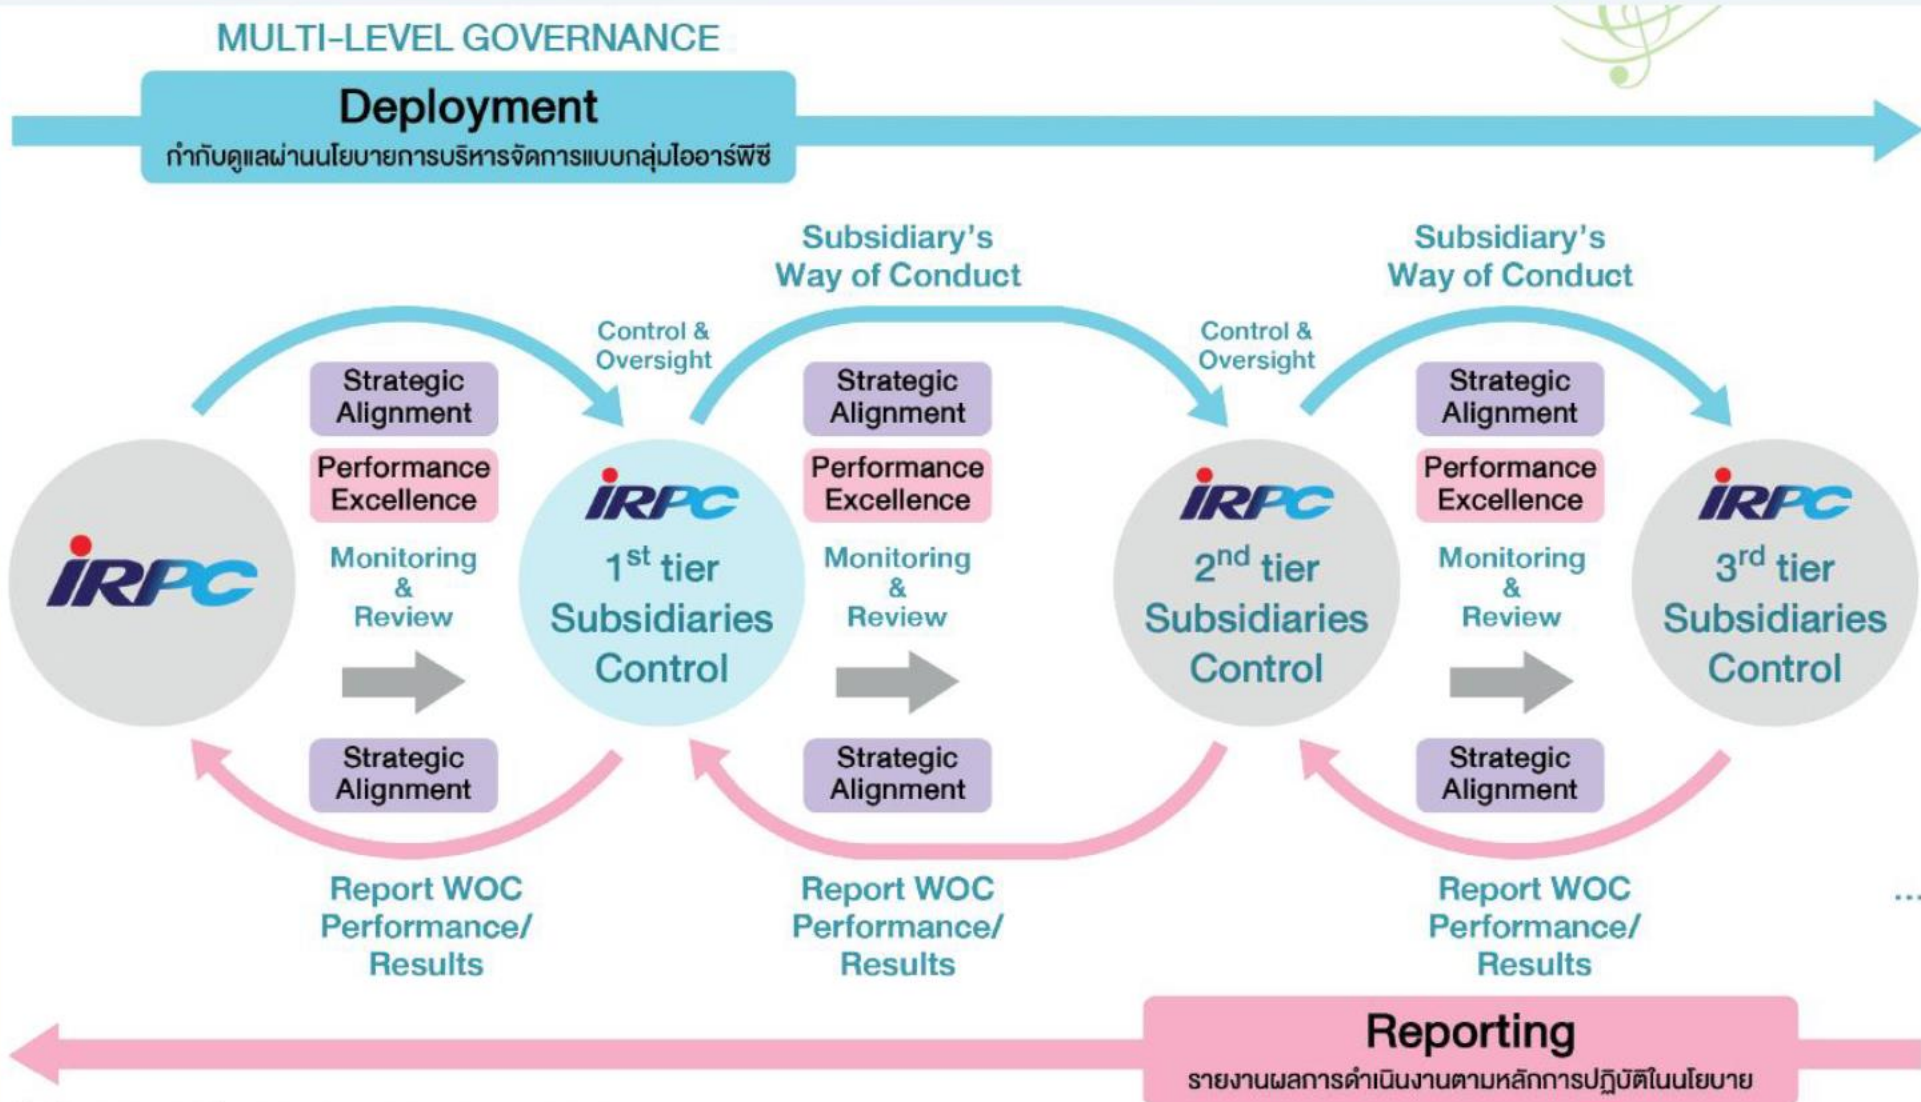 MULTI-LEVEL GOVERNANCE
Deployment
กำกับดูแลผ่านนโยบายการบริหารจัดการแบบกลุ่มไออาร์พีซี
Subsidiary's
Way of Conduct
Subsidiary's
Way of Conduct
Control &
Oversight
Control &
Oversight
Strategic
Alignment
Performance
Excellence
Monitoring
&
Review
Strategic
Alignment
Strategic
Alignment
Performance
Excellence
Monitoring
&
Review
Strategic
Alignment
Strategic
Alignment
Performance
Excellence
Monitoring
&
Review
Strategic
Alignment
iRPC
iRPC
1st tier
Subsidiaries
Control
iRPC
2nd tier
Subsidiaries
Control
iRPC
3rd tier
Subsidiaries
Control
Report WOC
Performance/
Results
Report WOC
Performance/
Results
Report WOC
Performance/
Results
...
Reporting
รายงานผลการดำเนินงานตามหลักการปฏิบัติในนโยบาย